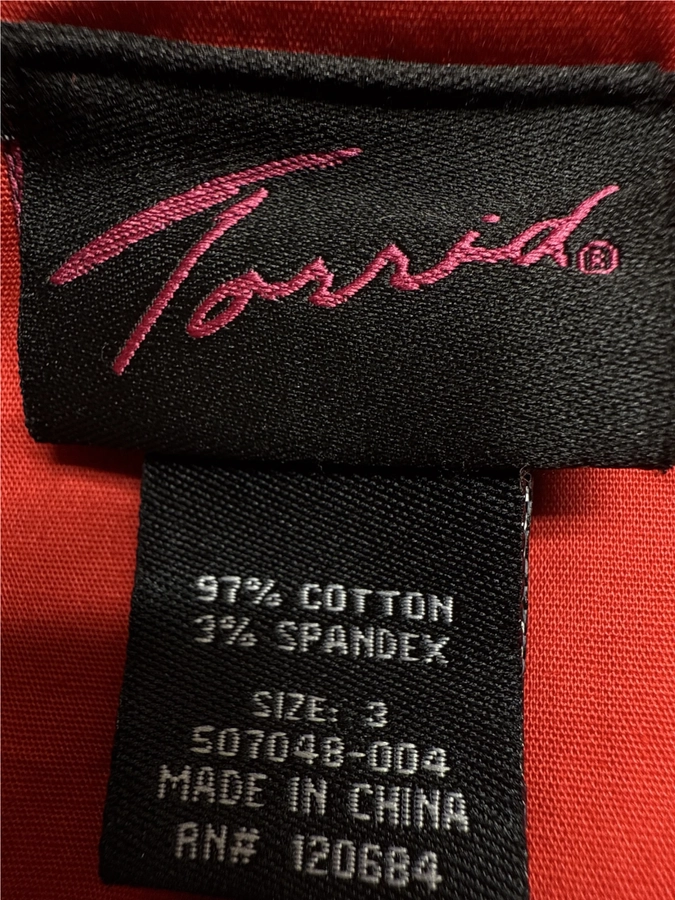 Torrid®
97% COTTON
3% SPANDEX
SIZE: 3
507048-004
MADE IN CHINA
RN# 120684